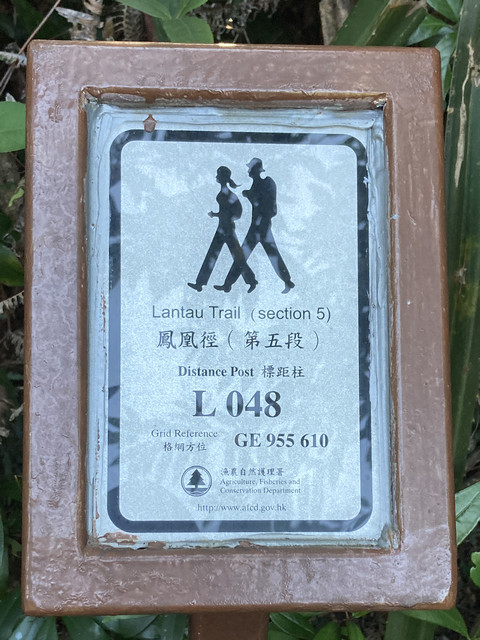 Lantau Trail (section 5)
鳳凰徑（第五段）
Distance Post 標距柱
L 048
Grid Reference GE 955 610
格網方位
漁農自然護理署
Agriculture, Fisheries and
Conservation Department
http://www.afcd.gov.hk